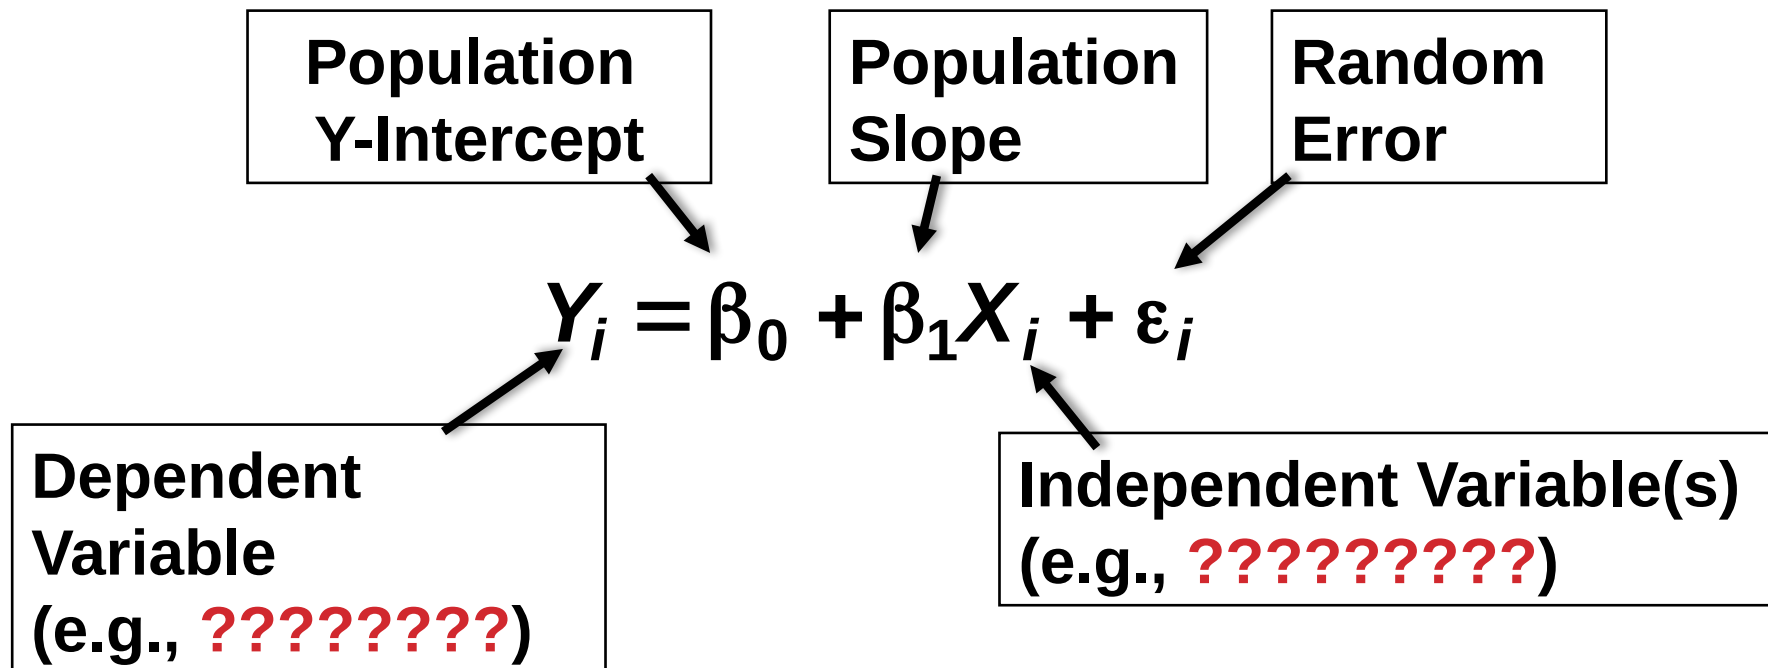 Population
Y-Intercept
Population
Slope
Random
Error
Yᵢ = β₀ + β₁Xᵢ + εᵢ
Dependent
Variable
(e.g., ????????)
Independent Variable(s)
(e.g., ?????????)